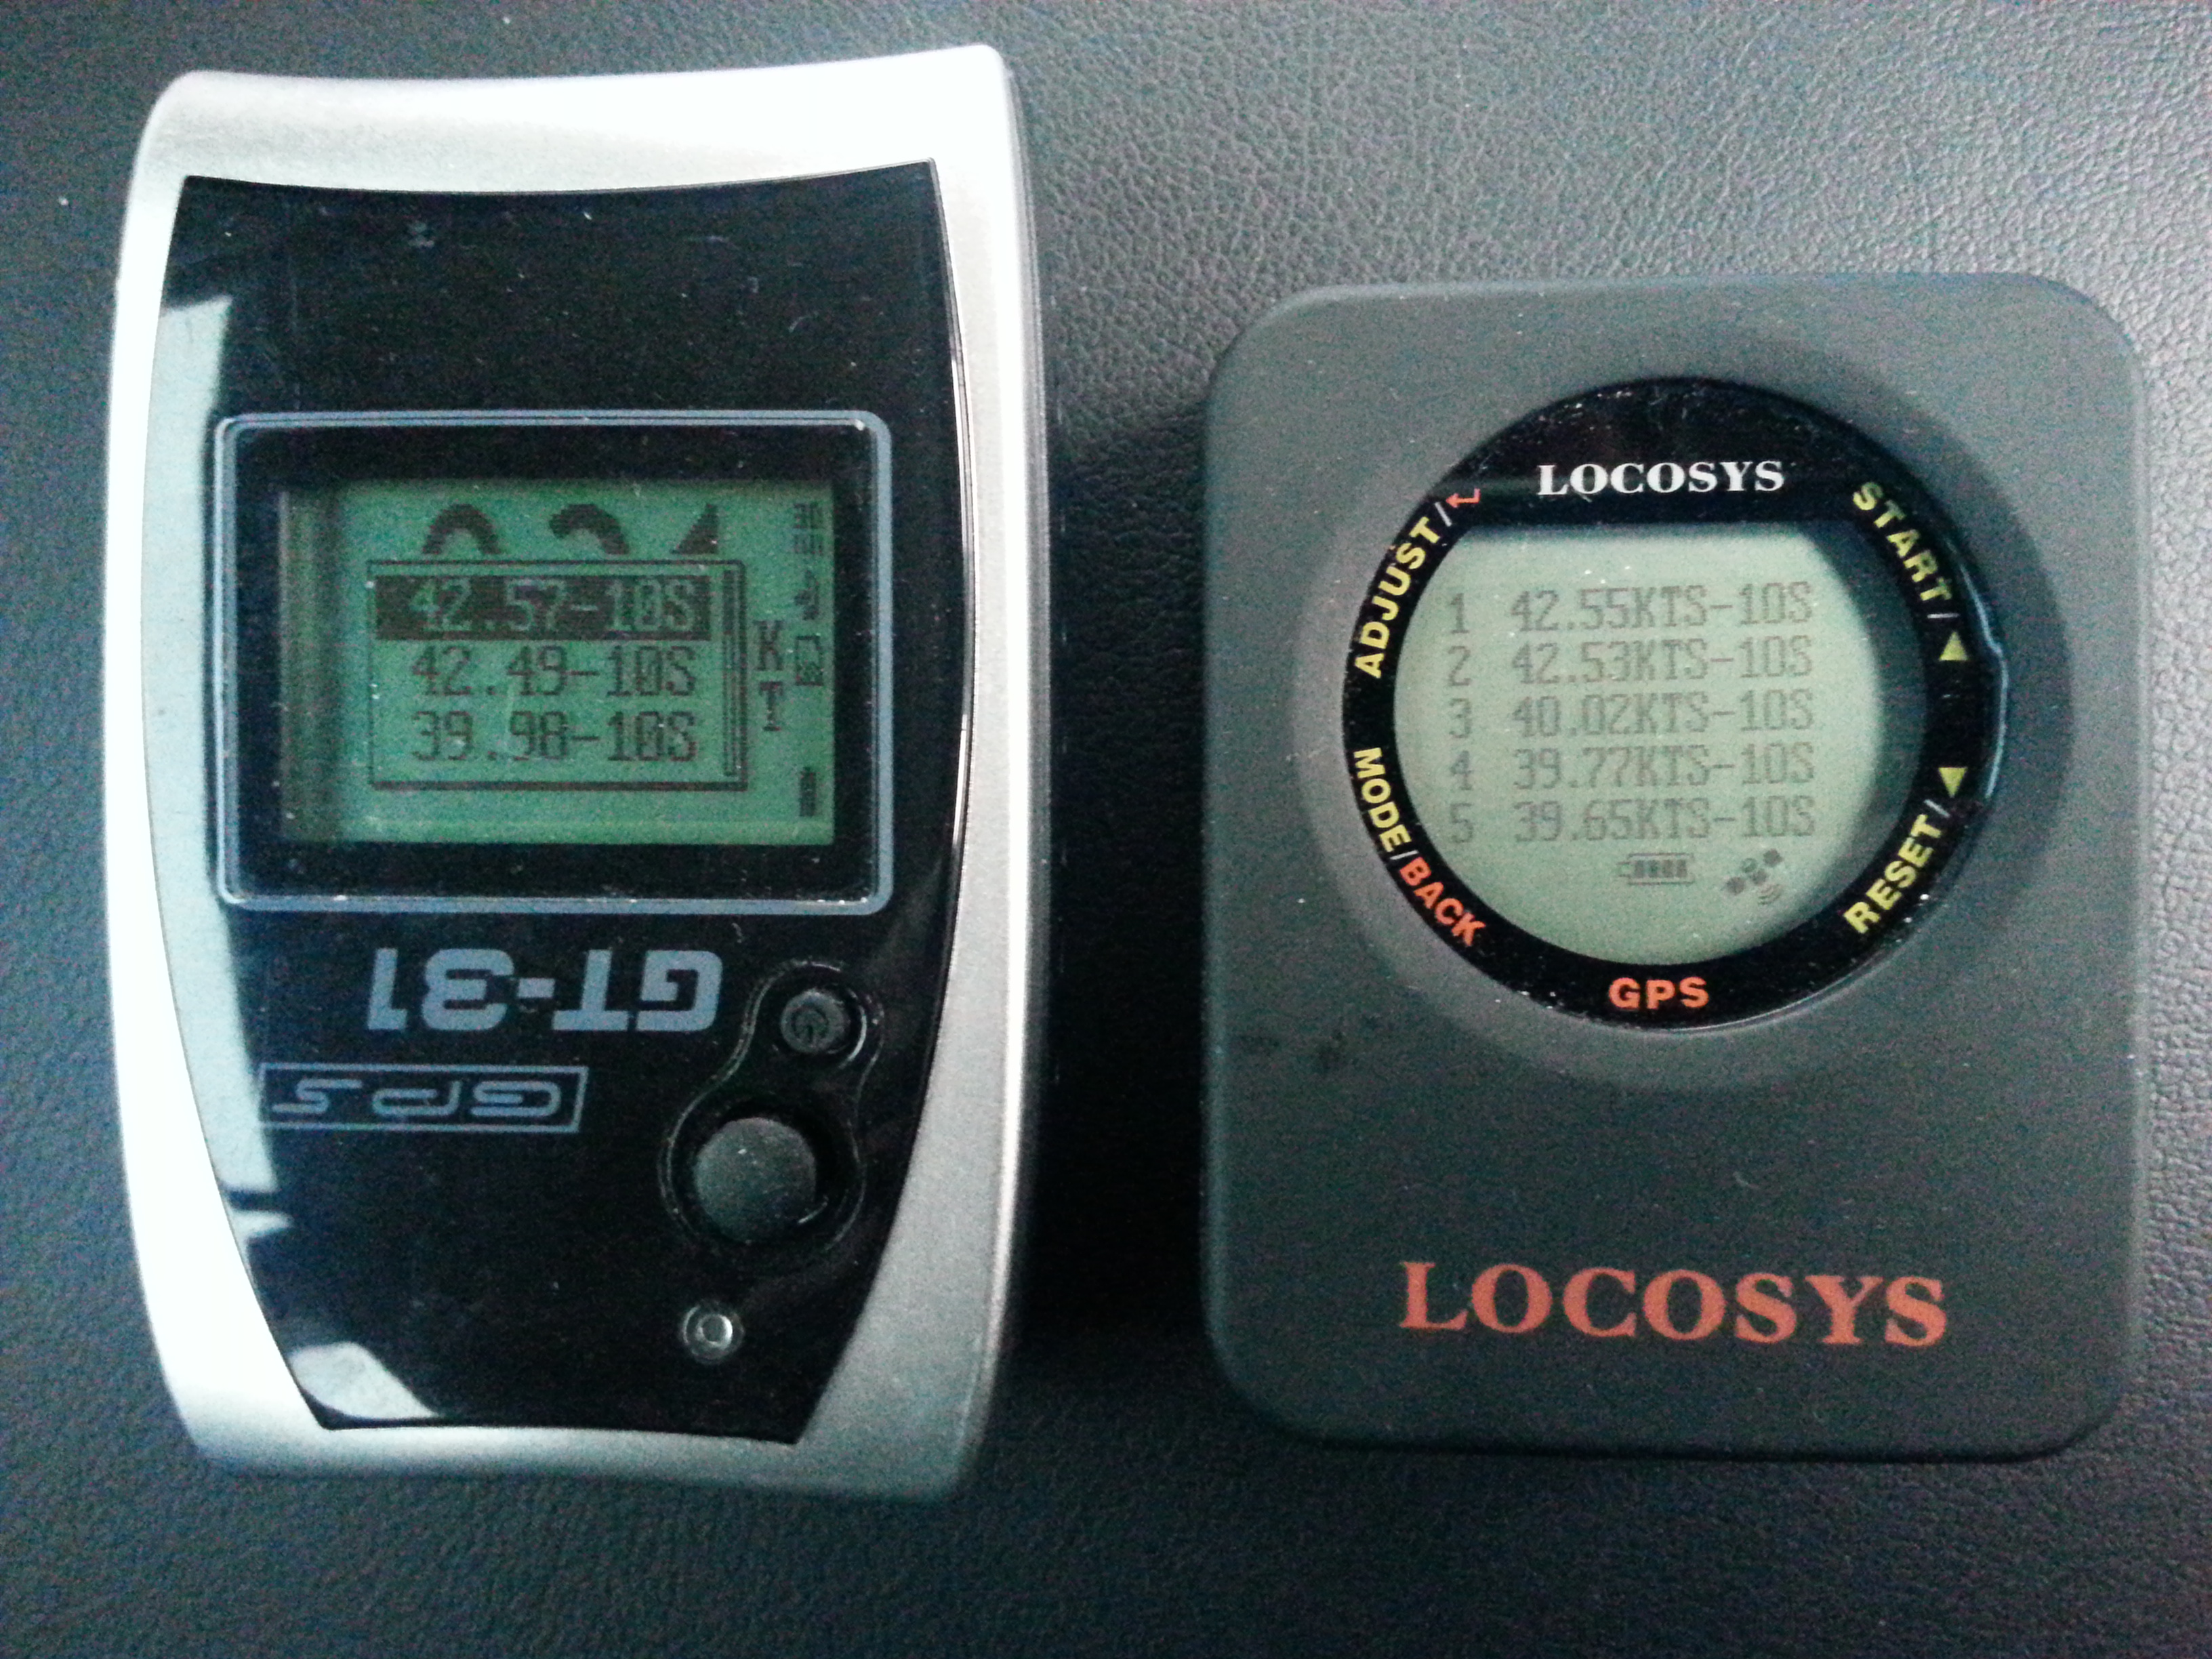 42.57-10S
42.49-10S
39.98-10S
KT
GT-31
GPS
LOCOSYS
ADJUST/
START/
1 42.55KTS-10S
2 42.53KTS-10S
3 40.02KTS-10S
4 39.77KTS-10S
5 39.65KTS-10S
MODE/BACK
RESET/
GPS
LOCOSYS